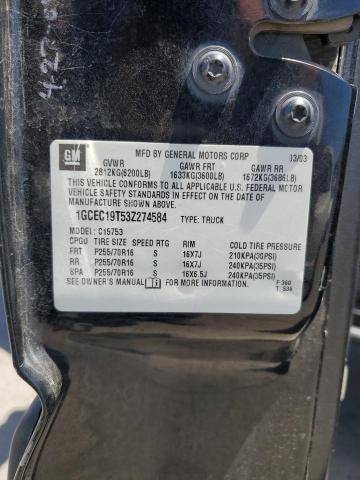 4-27-0
GM
MFD BY GENERAL MOTORS CORP 03/03
GVWR GAWR FRT GAWR RR
2812KG(6200LB) 1633KG(3600LB) 1672KG(3686LB)
THIS VEHICLE CONFORMS TO ALL APPLICABLE U.S. FEDERAL MOTOR
VEHICLE SAFETY STANDARDS IN EFFECT ON THE DATE OF
MANUFACTURE SHOWN ABOVE.
1GCEC19T53Z274584 TYPE: TRUCK
MODEL: C15753
CPGU TIRE SIZE SPEED RTG RIM COLD TIRE PRESSURE
FRT P255/70R16 S 16X7J 210KPA(30PSI)
RR P255/70R16 S 16X7J 240KPA(35PSI)
SPA P255/70R16 S 16X6.5J 240KPA(35PSI)
SEE OWNER'S MANUAL FOR MORE INFORMATION F 360
T 536